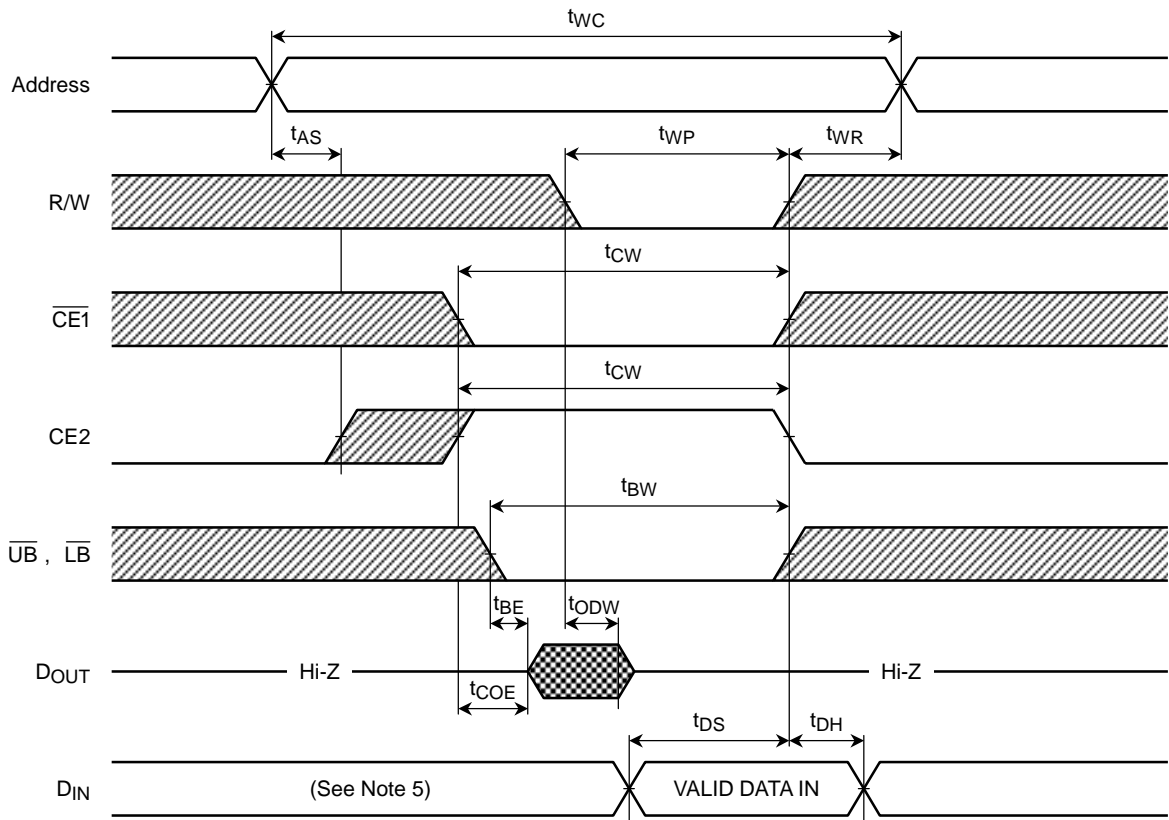 tWC
Address
tAS tWP tWR
R/W
tCW
CE1
tCW
CE2
tBW
UB , LB
tBE tODW
DOUT Hi-Z Hi-Z
tCOE
tDS tDH
DIN (See Note 5) VALID DATA IN